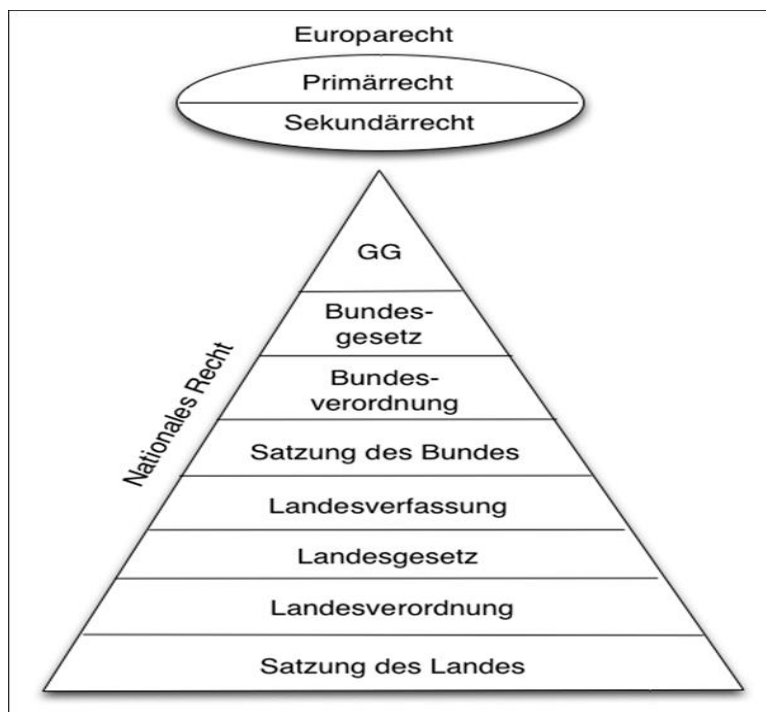 Europarecht
Primärrecht
Sekundärrecht
GG
Bundes-
gesetz
Bundes-
verordnung
Nationales Recht
Satzung des Bundes
Landesverfassung
Landesgesetz
Landesverordnung
Satzung des Landes